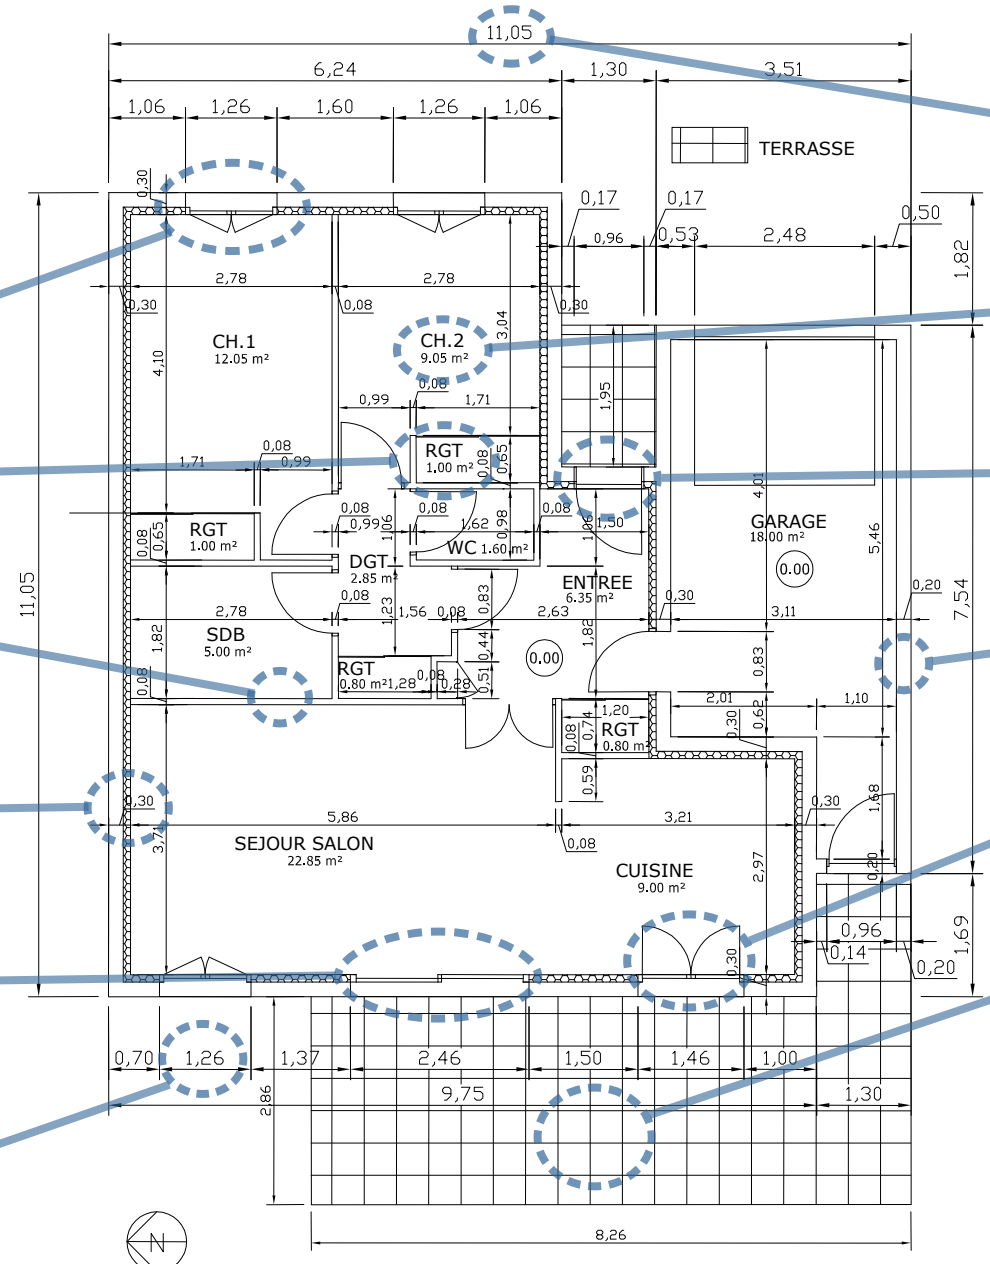 11,05
6,24 1,30 3,51
1,06 1,26 1,60 1,26 1,06
TERRASSE
0,30
0,17 0,17 0,50
0,96 0,53 2,48
1,82
2,78 0,08 2,78
0,30 0,30
3,04
CH.1
12.05 m²
CH.2
9.05 m²
4,10
1,95
0,08
0,99 1,71
RGT
1.00 m²
0,08 0,65
0,08
1,71 0,99
4,01
5,46
GARAGE
18.00 m²
0.00
0,08 0,08 0,08
0,99 1,62 1,50
1,06 0,98 1,06
RGT
1.00 m²
0,08 0,65
WC 1.60 m²
DGT
2.85 m²
ENTREE
6.35 m²
11,05
7,54
0,20
0,08 0,30
2,78 1,56 0,08 2,63 3,11
0,83
1,23
1,82
SDB
5.00 m²
1,82
0,44
0.00
0,83
0,08
RGT
0.80 m²
1,28 0,08 0,28
0,51
2,01 1,10
0,62
0,30
1,20
0,74
0,08
RGT
0.80 m²
0,59
1,68
0,30 0,30
5,86 3,21
3,71
0,08
SEJOUR SALON
22.85 m²
CUISINE
9.00 m²
2,97
0,20
0,96
0,14
0,20
1,69
0,30
0,70 1,26 1,37 2,46 1,50 1,46 1,00
9,75 1,30
2,86
N
8,26